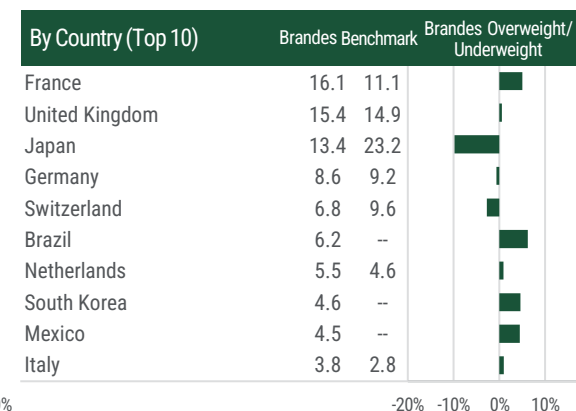 By Country (Top 10) Brandes Benchmark Brandes Overweight/
Underweight
France 16.1 11.1
United Kingdom 15.4 14.9
Japan 13.4 23.2
Germany 8.6 9.2
Switzerland 6.8 9.6
Brazil 6.2 --
Netherlands 5.5 4.6
South Korea 4.6 --
Mexico 4.5 --
Italy 3.8 2.8
-20% -10% 0% 10%